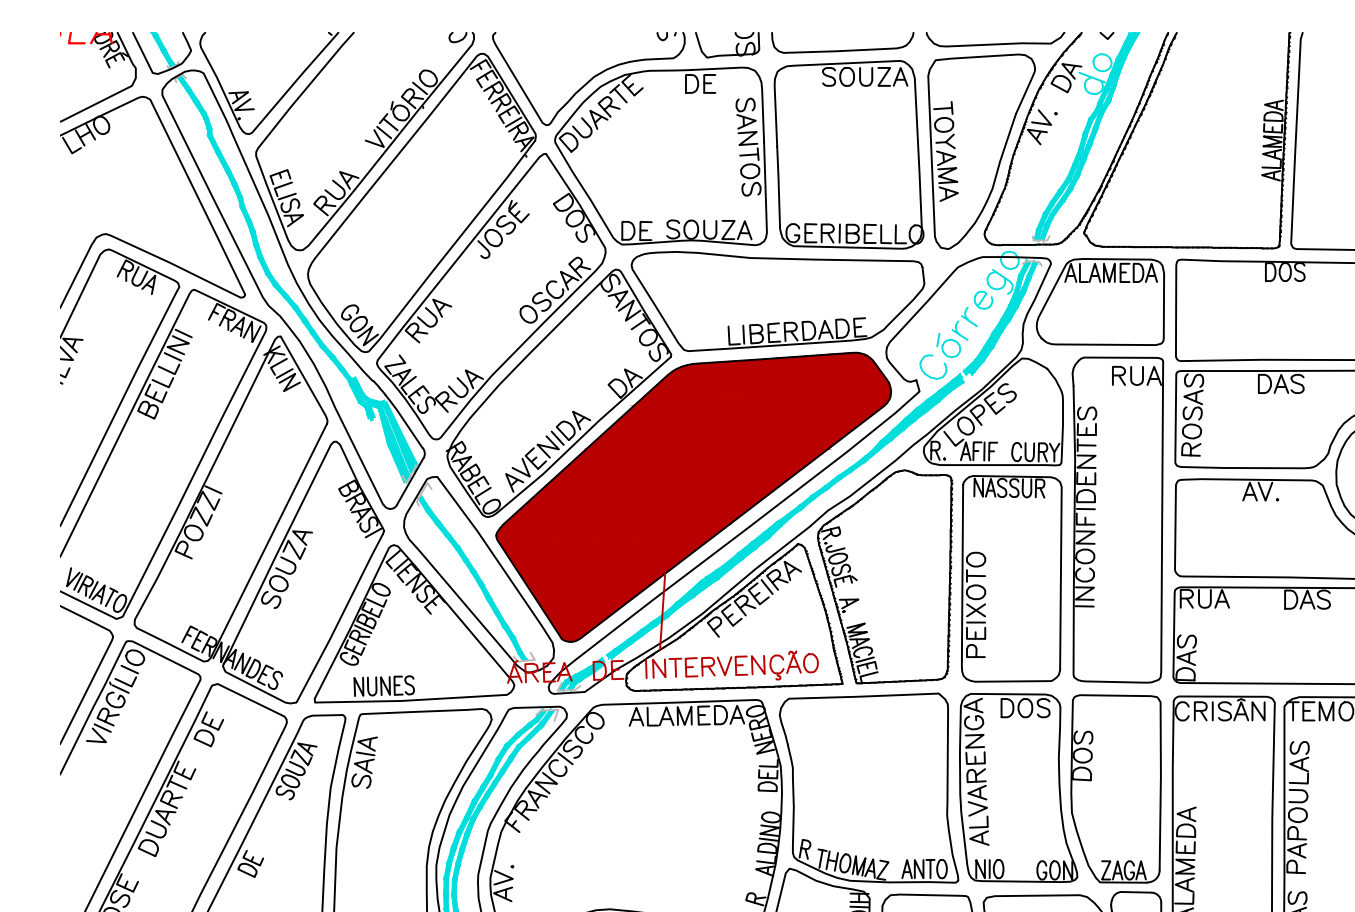 LHO
AV.
ELISA
RUA VITÓRIO
FERREIRA
DUARTE
DE
SANTOS
SOUZA
TOYAMA
AV. DA
do
ALAMEDA
RUA JOSÉ
DOS
DE SOUZA
GERIBELLO
Córrego
ALAMEDA
DOS
RUA
FRAN
KLIN
GON
ZALES
RUA OSCAR
SANTOS
LIBERDADE
BELLINI
RABELO
AVENIDA DA
LOPES
R. AFIF CURY
RUA
ROSAS
DAS
POZZI
BRASI
LIENSE
SOUZA
NASSUR
INCONFIDENTES
AV.
VIRIATO
FERNANDES
GERIBELO
NUNES
R.JOSÉ A. MACIEL
PEREIRA
PEIXOTO
RUA DAS
DAS
ÁREA DE INTERVENÇÃO
VIRGÍLIO
DUARTE DE
SOUZA
DE
SAIA
AV. FRANCISCO
ALAMEDA
R ALDINO DEL NERO
ALVARENGA
DOS
DOS
CRISÂN
TEMO
ALAMEDA
PAPOULAS
R THOMAZ ANTO
NIO GON
ZAGA